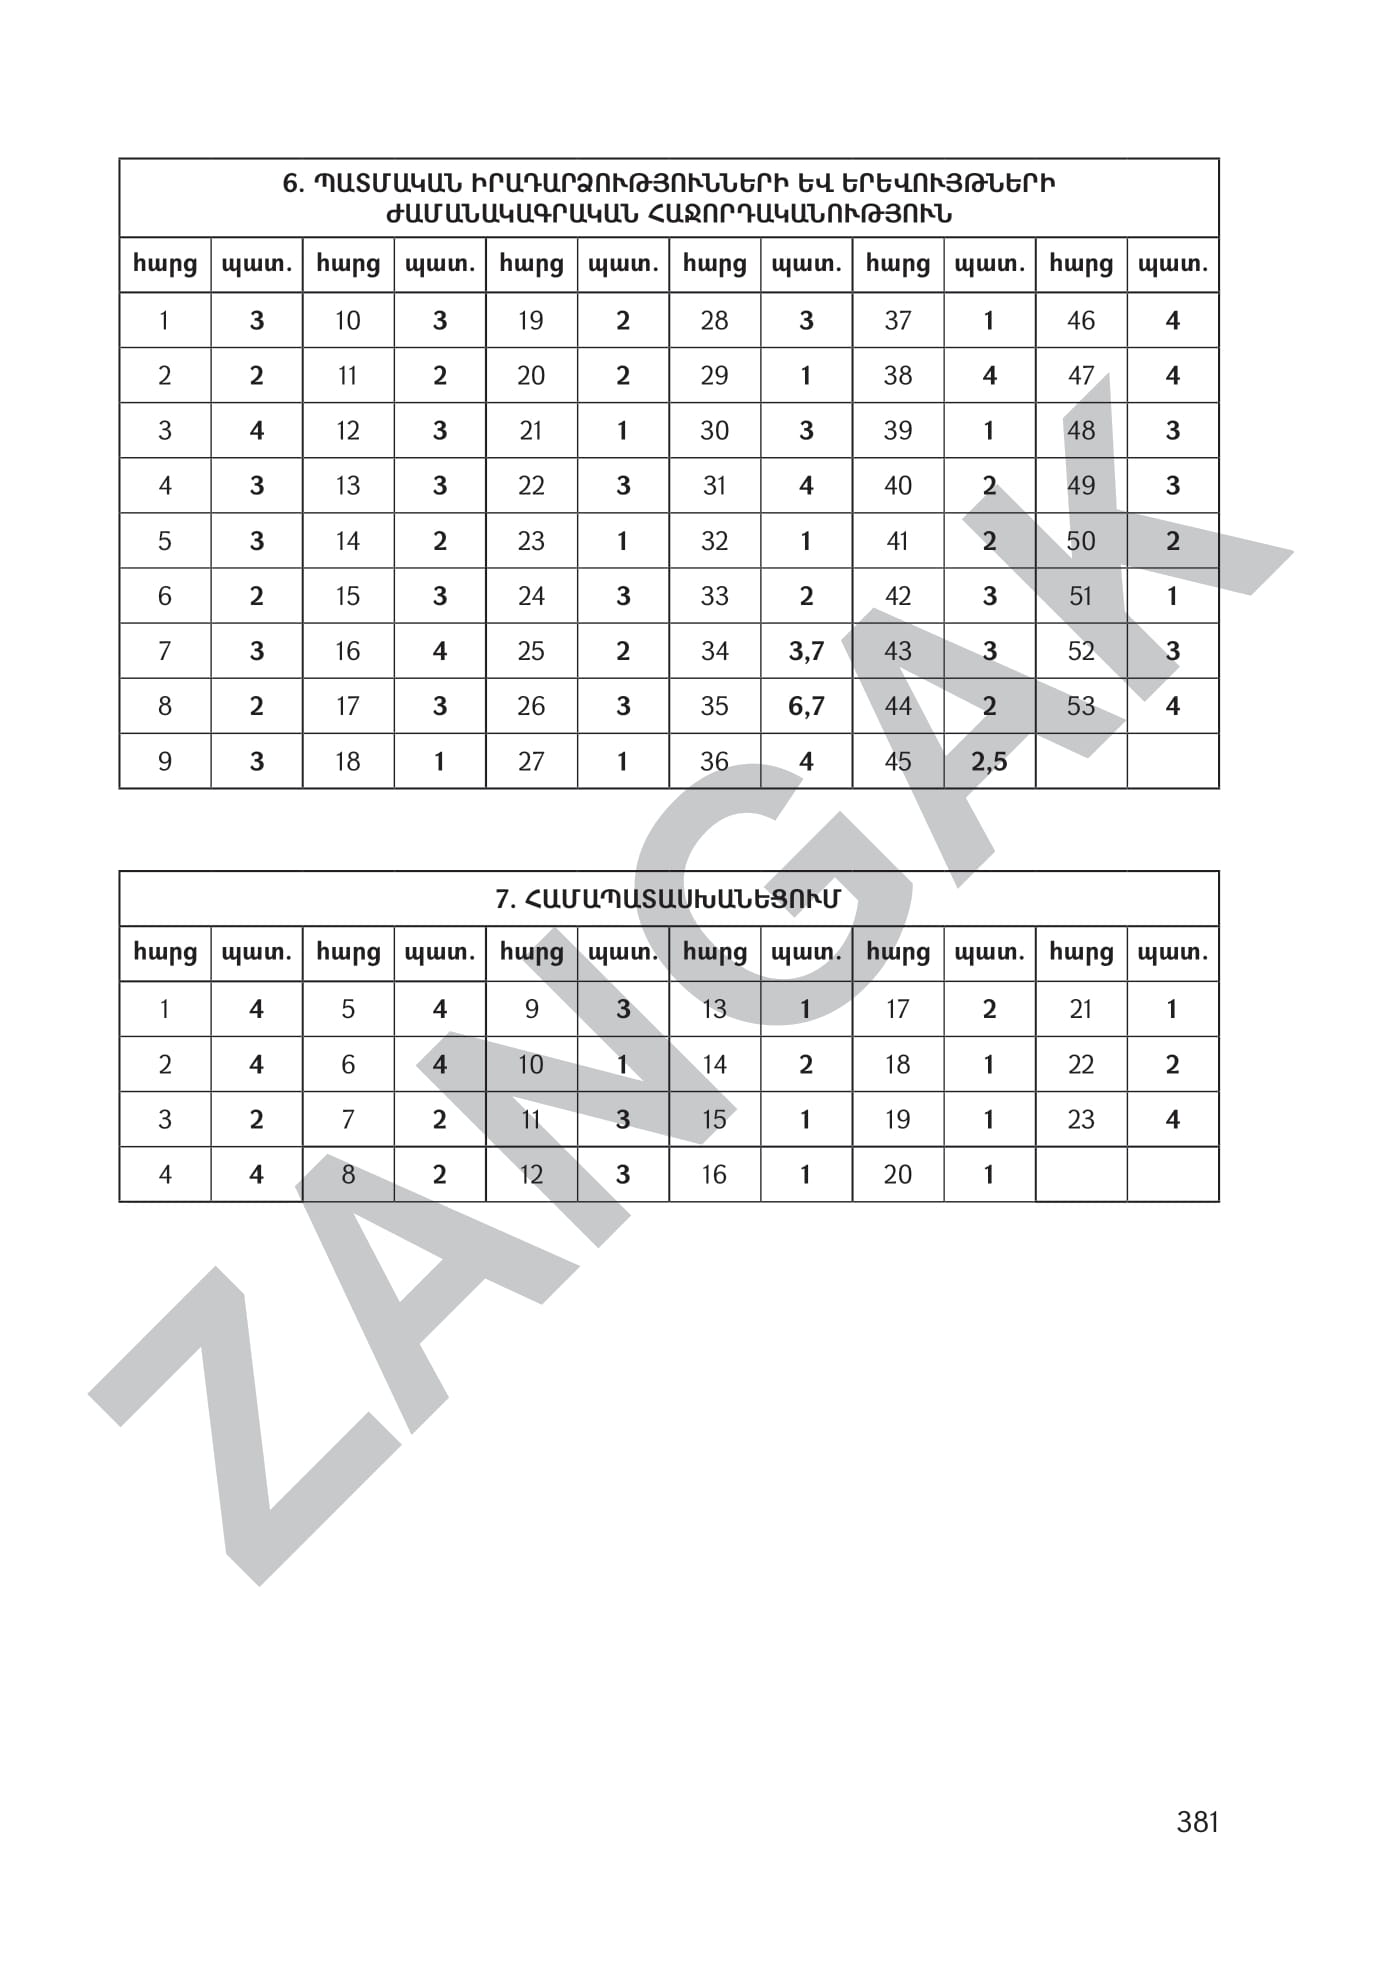 6. ՊԱՏՄԱԿԱՆ ԻՐԱԴԱՐՁՈՒԹՅՈՒՆՆԵՐԻ ԵՎ ԵՐԵՎՈՒՅԹՆԵՐԻ
ԺԱՄԱՆԱԿԱԳՐԱԿԱՆ ՀԱՋՈՐԴԱԿԱՆՈՒԹՅՈՒՆ
հարց պատ. հարց պատ. հարց պատ. հարց պատ. հարց պատ. հարց պատ.
1 3 10 3 19 2 28 3 37 1 46 4
2 2 11 2 20 2 29 1 38 4 47 4
3 4 12 3 21 1 30 3 39 1 48 3
4 3 13 3 22 3 31 4 40 2 49 3
5 3 14 2 23 1 32 1 41 2 50 2
6 2 15 3 24 3 33 2 42 3 51 1
7 3 16 4 25 2 34 3,7 43 3 52 3
8 2 17 3 26 3 35 6,7 44 2 53 4
9 3 18 1 27 1 36 4 45 2,5
7. ՀԱՄԱՊԱՏԱՍԽԱՆԵՑՈՒՄ
հարց պատ. հարց պատ. հարց պատ. հարց պատ. հարց պատ. հարց պատ.
1 4 5 4 9 3 13 1 17 2 21 1
2 4 6 4 10 1 14 2 18 1 22 2
3 2 7 2 11 3 15 1 19 1 23 4
4 4 8 2 12 3 16 1 20 1
ZANGAK
381